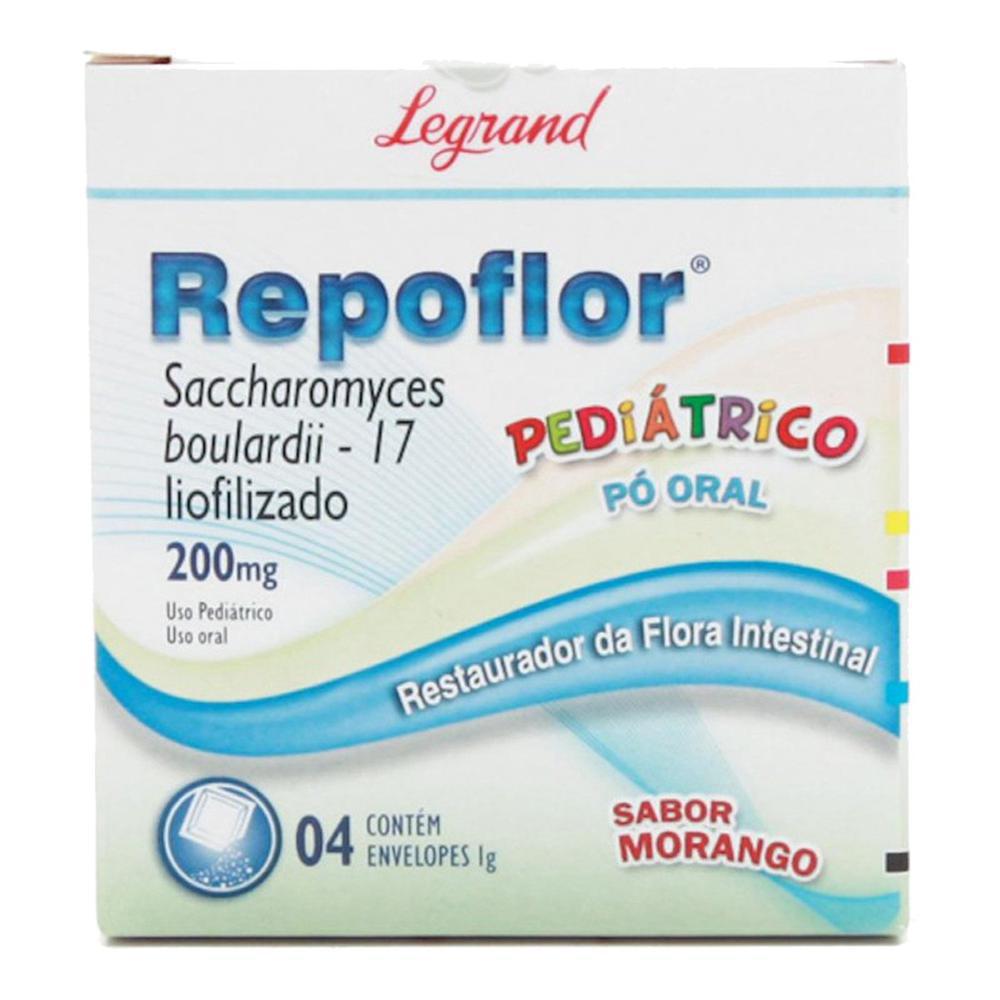 Legrand
Repoflor®
Saccharomyces
boulardii - 17
liofilizado
200mg
Uso Pediátrico
Uso oral
PEDIÁTRiCO
PÓ ORAL
Restaurador da Flora Intestinal
04 CONTÉM
ENVELOPES 1g
SABOR
MORANGO